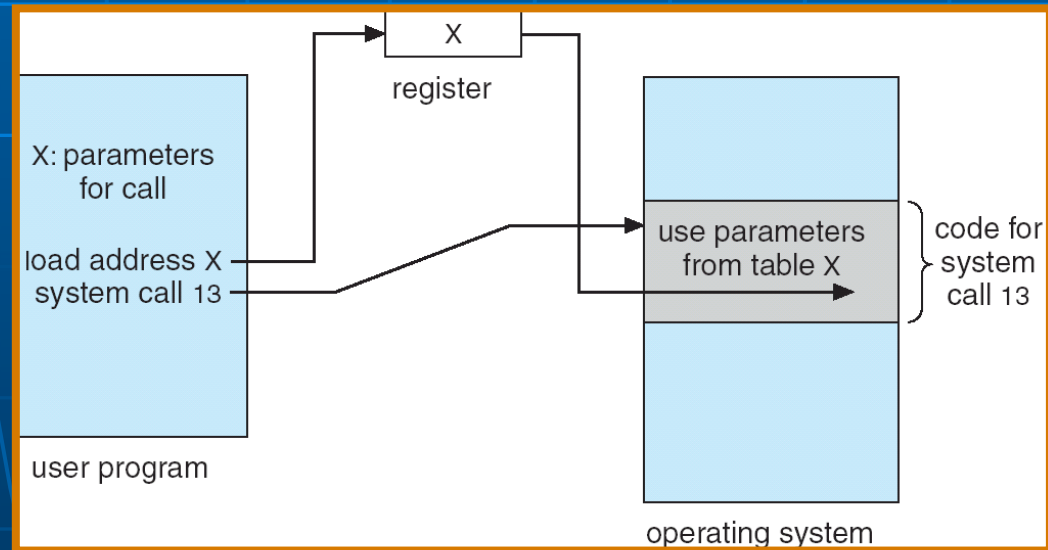 X
register
X: parameters
for call
load address X
system call 13
use parameters
from table X
code for
system
call 13
user program
operating system